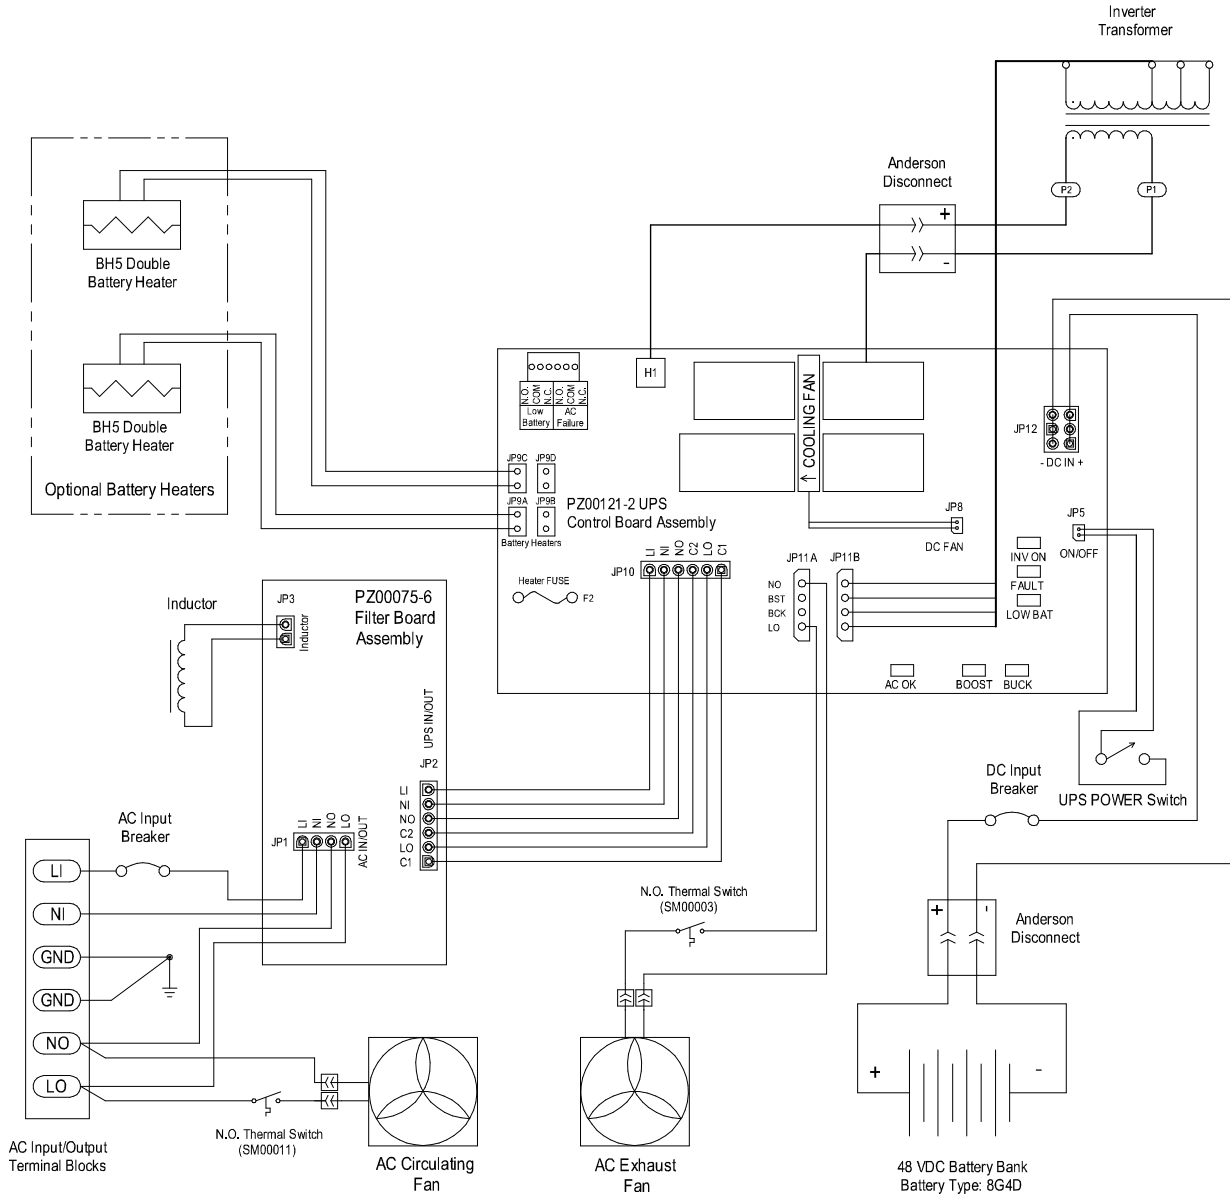 Inverter
Transformer
P2
P1
Anderson
Disconnect
+
-
BH5 Double
Battery Heater
BH5 Double
Battery Heater
Optional Battery Heaters
N.O.
COM
N.C.
N.O.
COM
N.C.
Low
Battery
AC
Failure
H1
COOLING FAN
JP12
- DC IN +
JP9C
JP9D
JP9A
JP9B
Battery Heaters
PZ00121-2 UPS
Control Board Assembly
JP8
DC FAN
JP5
ON/OFF
INV ON
FAULT
LOW BAT
LI
NI
NO
C2
LO
C1
JP10
Heater FUSE
F2
JP11A
JP11B
NO
BST
BCK
LO
AC OK
BOOST
BUCK
Inductor
JP3
Inductor
PZ00075-6
Filter Board
Assembly
UPS IN/OUT
JP2
LI
NI
NO
C2
LO
C1
LI
NI
NO
LO
JP1
AC IN/OUT
AC Input
Breaker
LI
NI
GND
GND
NO
LO
AC Input/Output
Terminal Blocks
N.O. Thermal Switch
(SM00011)
AC Circulating
Fan
N.O. Thermal Switch
(SM00003)
AC Exhaust
Fan
DC Input
Breaker
UPS POWER Switch
+
-
Anderson
Disconnect
+
-
48 VDC Battery Bank
Battery Type: 8G4D